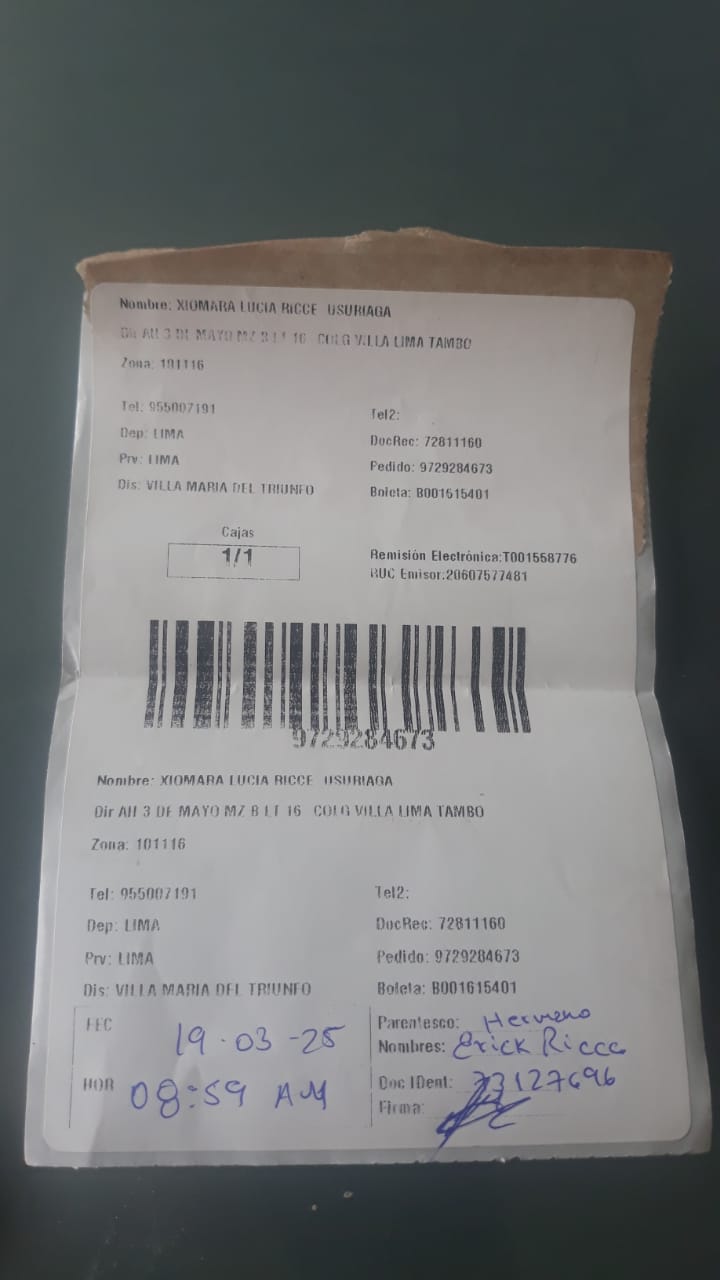 Nombre: XIOMARA LUCIA RICCE USURIAGA
Dir AH 3 DE MAYO MZ B LT 16 COLG VILLA LIMA TAMBO
Zona: 101116
Tel: 955007191 Tel2:
Dep: LIMA DocRec: 72811160
Prv: LIMA Pedido: 9729284673
Dis: VILLA MARIA DEL TRIUNFO Boleta: B001615401
Cajas
1/1 Remisión Electrónica:T001558776
RUC Emisor:20607577481
9729284673
Nombre: XIOMARA LUCIA RICCE USURIAGA
Dir AH 3 DE MAYO MZ B LT 16 COLG VILLA LIMA TAMBO
Zona: 101116
Tel: 955007191 Tel2:
Dep: LIMA DocRec: 72811160
Prv: LIMA Pedido: 9729284673
Dis: VILLA MARIA DEL TRIUNFO Boleta: B001615401
FEC 19-03-25 Parentesco: Hermano
Nombres: Erick Ricce
HOR 08:59 AM Doc IDent: 73127696
Firma: